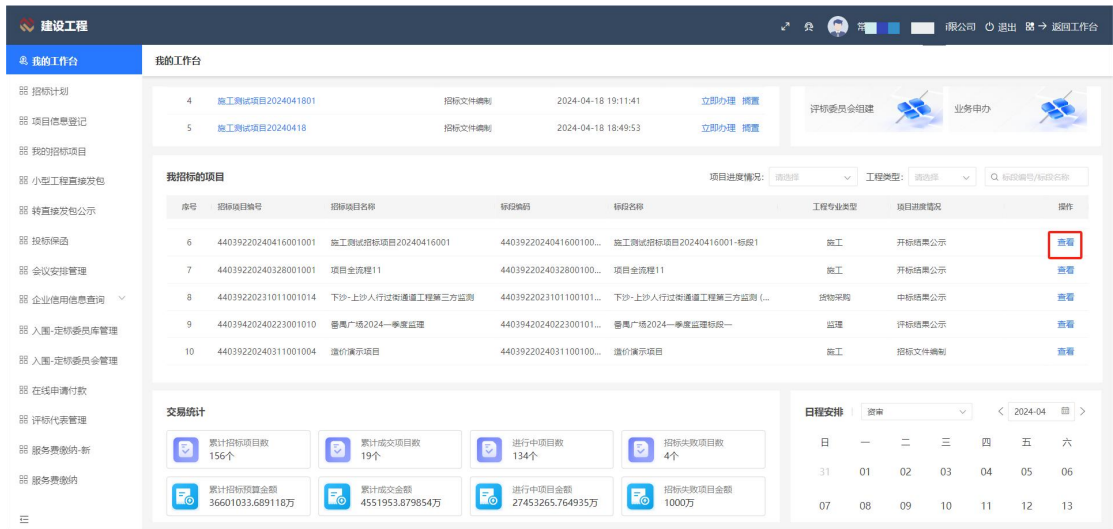 建设工程
常 限公司 退出 返回工作台
我的工作台
招标计划
项目信息登记
我的招标项目
小型工程直接发包
转直接发包公示
投标保函
会议安排管理
企业信用信息查询
入围-定标委员库管理
入围-定标委员会管理
在线申请付款
评标代表管理
服务费缴纳-新
服务费缴纳
我的工作台
4 施工测试项目2024041801 招标文件编制 2024-04-18 19:11:41 立即办理 搁置
5 施工测试项目20240418 招标文件编制 2024-04-18 18:49:53 立即办理 搁置
评标委员会组建 业务申办
我招标的项目 项目进度情况: 请选择 工程类型: 请选择 标段编号/标段名称
序号 招标项目编号 招标项目名称 标段编码 标段名称 工程专业类型 项目进度情况 操作
6 44039220240416001001 施工测试招标项目20240416001 4403922024041600100... 施工测试招标项目20240416001-标段1 施工 开标结果公示 查看
7 44039220240328001001 项目全流程11 4403922024032800100... 项目全流程11 施工 开标结果公示 查看
8 44039220231011001014 下沙-上沙人行过街通道工程第三方监测 4403922023101100101... 下沙-上沙人行过街通道工程第三方监测 (... 货物采购 中标结果公示 查看
9 44039420240223001010 番禺广场2024一季度监理 4403942024022300101... 番禺广场2024一季度监理标段一 监理 评标结果公示 查看
10 44039220240311001004 造价演示项目 4403922024031100100... 造价演示项目 施工 招标文件编制 查看
交易统计
累计招标项目数 累计成交项目数 进行中项目数 招标失败项目数
156个 19个 134个 4个
累计招标预算金额 累计成交金额 进行中项目金额 招标失败项目金额
36601033.689118万 4551953.879854万 27453265.764935万 1000万
日程安排 资审 2024-04
日 一 二 三 四 五 六
31 01 02 03 04 05 06
07 08 09 10 11 12 13